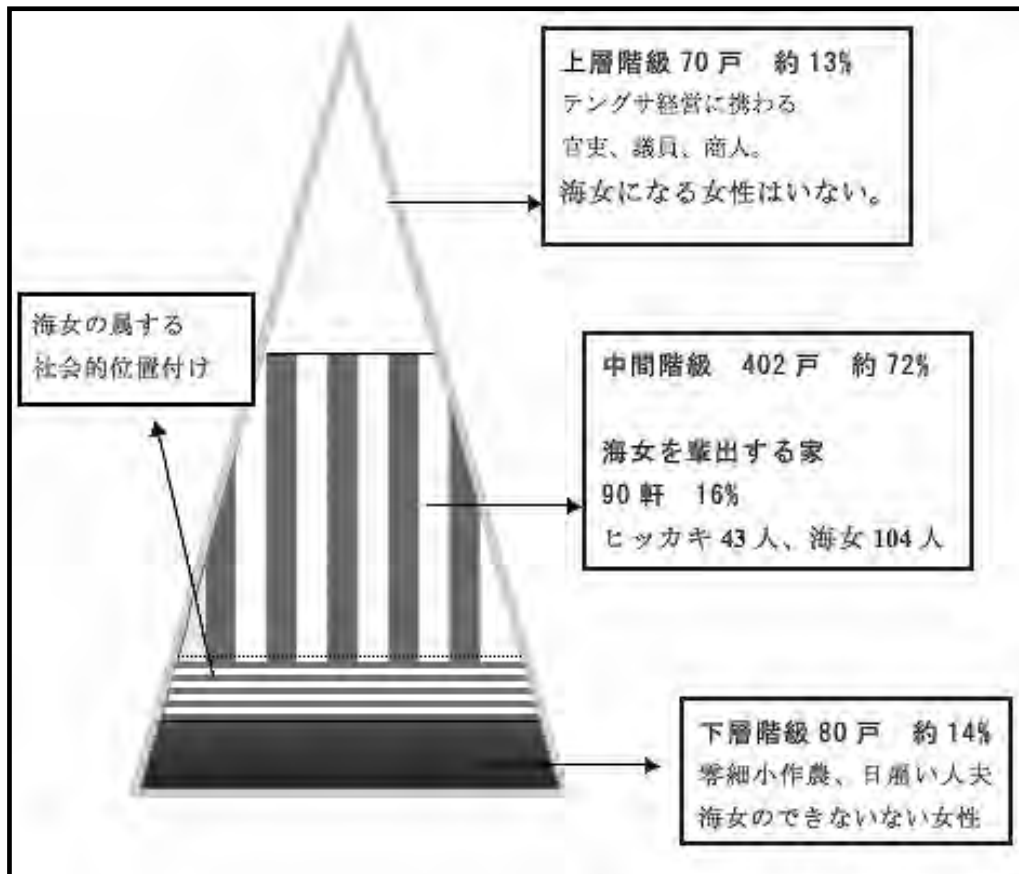 上層階級 70 戸 約 13%
テングサ経営に携わる
官吏、議員、商人。
海女になる女性はいない。
海女の属する
社会的位置付け
中間階級 402 戸 約 72%
海女を輩出する家
90 軒 16%
ヒッカキ 43 人、海女 104 人
下層階級 80 戸 約 14%
零細小作農、日雇い人夫
海女のできないない女性